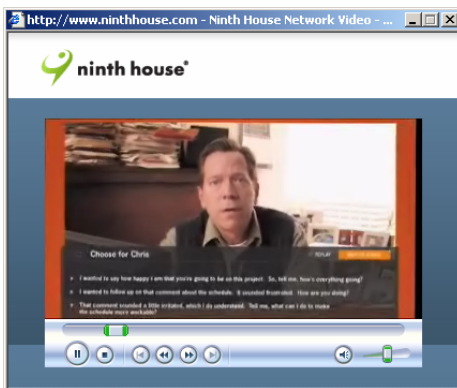 http://www.ninthhouse.com - Ninth House Network Video - ...
ninth house®
Choose for Chris
REPLAY
I wanted to say how happy I am that you're going to be on this project. So, tell me, how's everything going?
I wanted to follow up on that comment about the schedule. It sounded frustrated. How are you doing?
That comment sounded a little irritated, which I do understand. Tell me, what can I do to make
the schedule more workable?